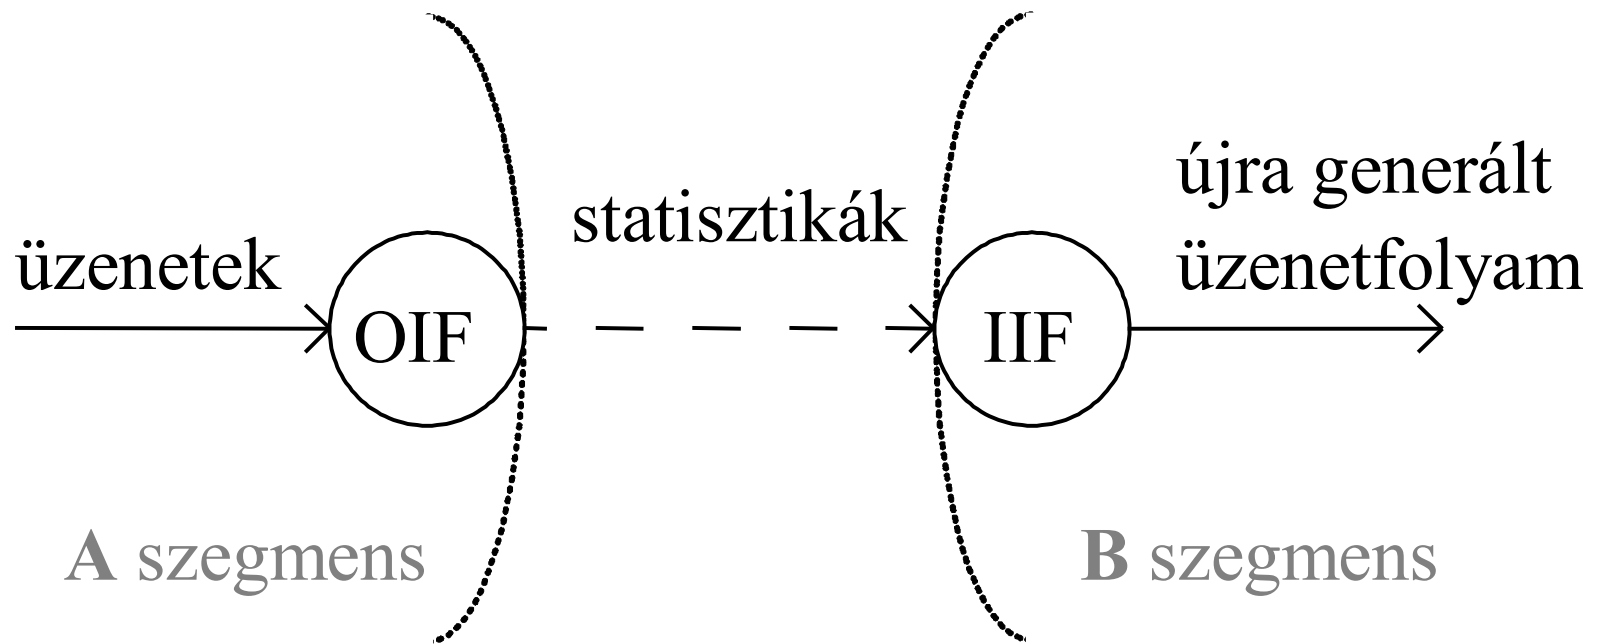 üzenetek
OIF
statisztikák
IIF
újra generált
üzenetfolyam
A szegmens
B szegmens